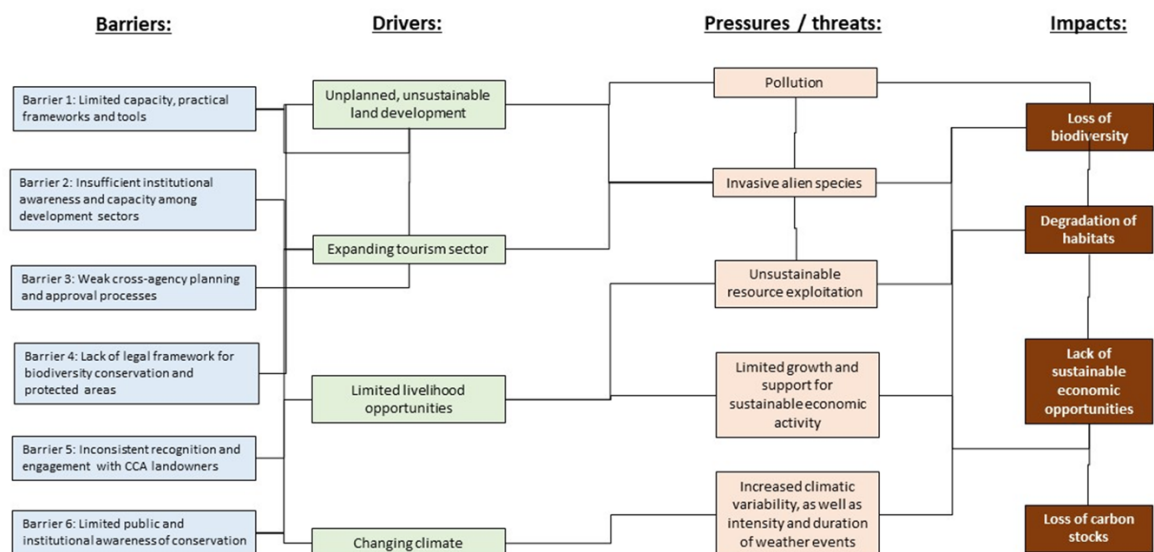 Barriers:
Drivers:
Pressures / threats:
Impacts:
Barrier 1: Limited capacity, practical
frameworks and tools
Barrier 2: Insufficient institutional
awareness and capacity among
development sectors
Barrier 3: Weak cross-agency planning
and approval processes
Barrier 4: Lack of legal framework for
biodiversity conservation and
protected areas
Barrier 5: Inconsistent recognition and
engagement with CCA landowners
Barrier 6: Limited public and
institutional awareness of conservation
Unplanned, unsustainable
land development
Expanding tourism sector
Limited livelihood
opportunities
Changing climate
Pollution
Invasive alien species
Unsustainable
resource exploitation
Limited growth and
support for
sustainable economic
activity
Increased climatic
variability, as well as
intensity and duration
of weather events
Loss of
biodiversity
Degradation of
habitats
Lack of
sustainable
economic
opportunities
Loss of carbon
stocks